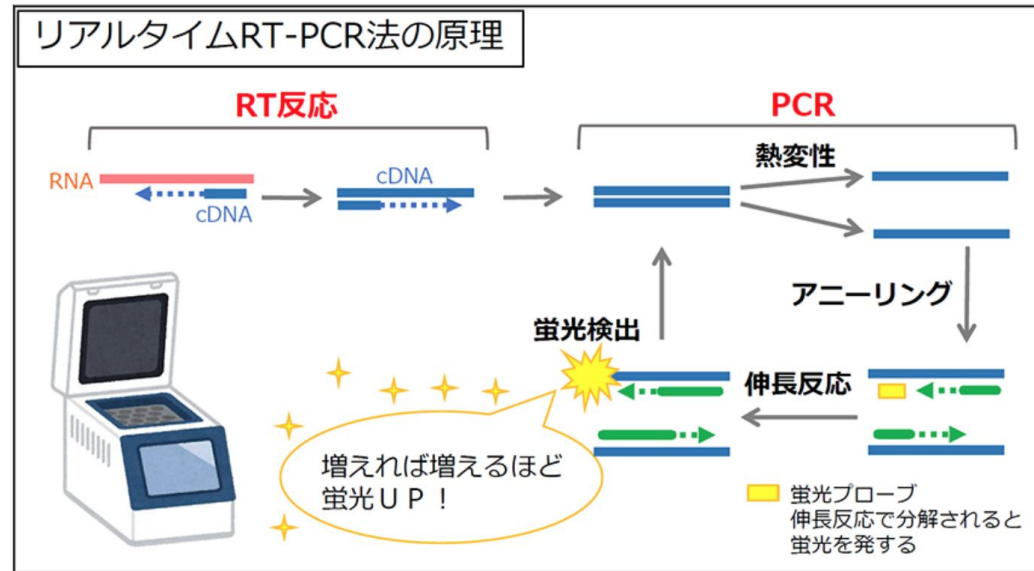 リアルタイムRT-PCR法の原理
RT反応
PCR
RNA
cDNA
cDNA
熱変性
アニーリング
伸長反応
蛍光検出
増えれば増えるほど
蛍光UP!
蛍光プローブ
伸長反応で分解されると
蛍光を発する